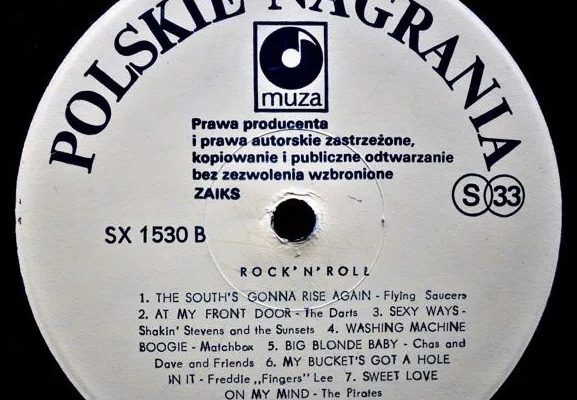 POLSKIE NAGRANIA
muza
Prawa producenta
i prawa autorskie zastrzeżone,
kopiowanie i publiczne odtwarzanie
bez zezwolenia wzbronione
ZAIKS
S 33
SX 1530 B
ROCK'N'ROLL
1. THE SOUTH'S GONNA RISE AGAIN - Flying Saucers
2. AT MY FRONT DOOR - The Darts 3. SEXY WAYS -
Shakin' Stevens and the Sunsets 4. WASHING MACHINE
BOOGIE - Matchbox 5. BIG BLONDE BABY - Chas and
Dave and Friends 6. MY BUCKET'S GOT A HOLE
IN IT - Freddie „Fingers" Lee 7. SWEET LOVE
ON MY MIND - The Pirates